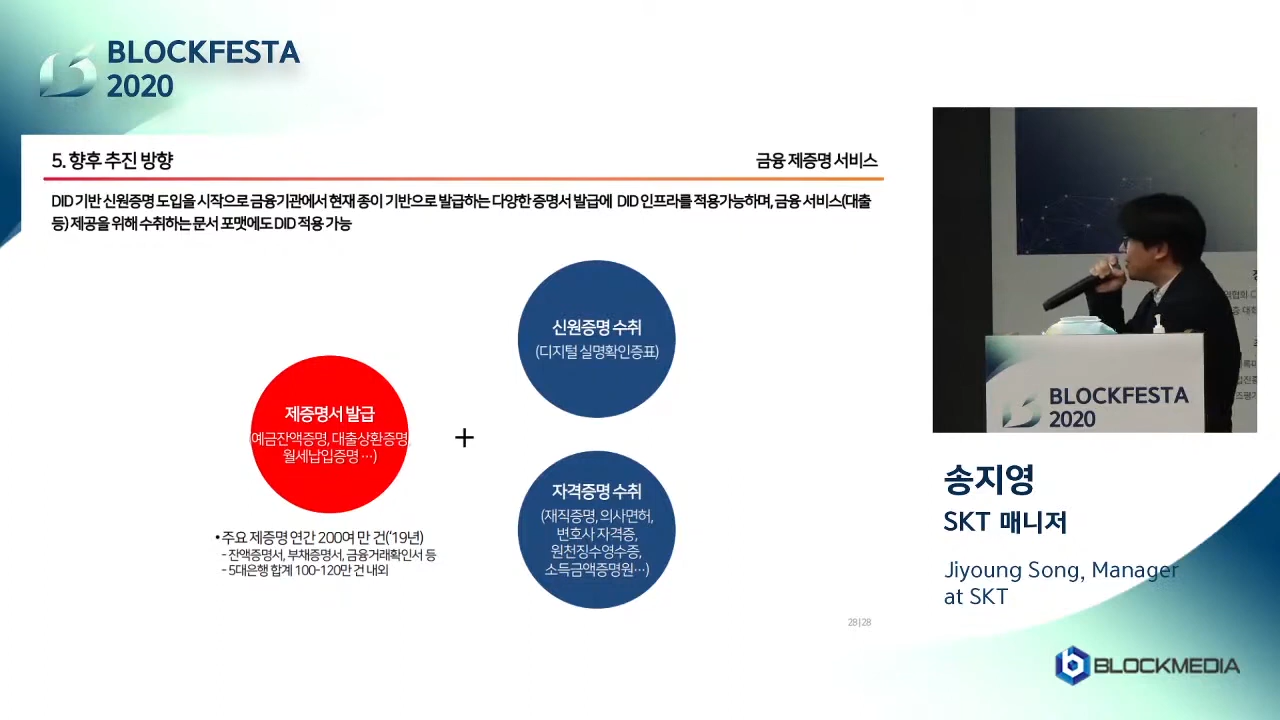 BLOCKFESTA
2020
5. 향후 추진 방향
금융 제증명 서비스
DID 기반 신원증명 도입을 시작으로 금융기관에서 현재 종이 기반으로 발급하는 다양한 증명서 발급에 DID 인프라를 적용가능하며, 금융 서비스(대출
등) 제공을 위해 수취하는 문서 포맷에도 DID 적용 가능
제증명서 발급
(예금잔액증명, 대출상환증명,
월세납입증명 …)
• 주요 제증명 연간 200여 만 건('19년)
- 잔액증명서, 부채증명서, 금융거래확인서 등
- 5대은행 합계 100-120만 건 내외
+
신원증명 수취
(디지털 실명확인증표)
자격증명 수취
(재직증명, 의사면허,
변호사 자격증,
원천징수영수증,
소득금액증명원…)
28|28
BLOCKFESTA
2020
송지영
SKT 매니저
Jiyoung Song, Manager
at SKT
BLOCKMEDIA